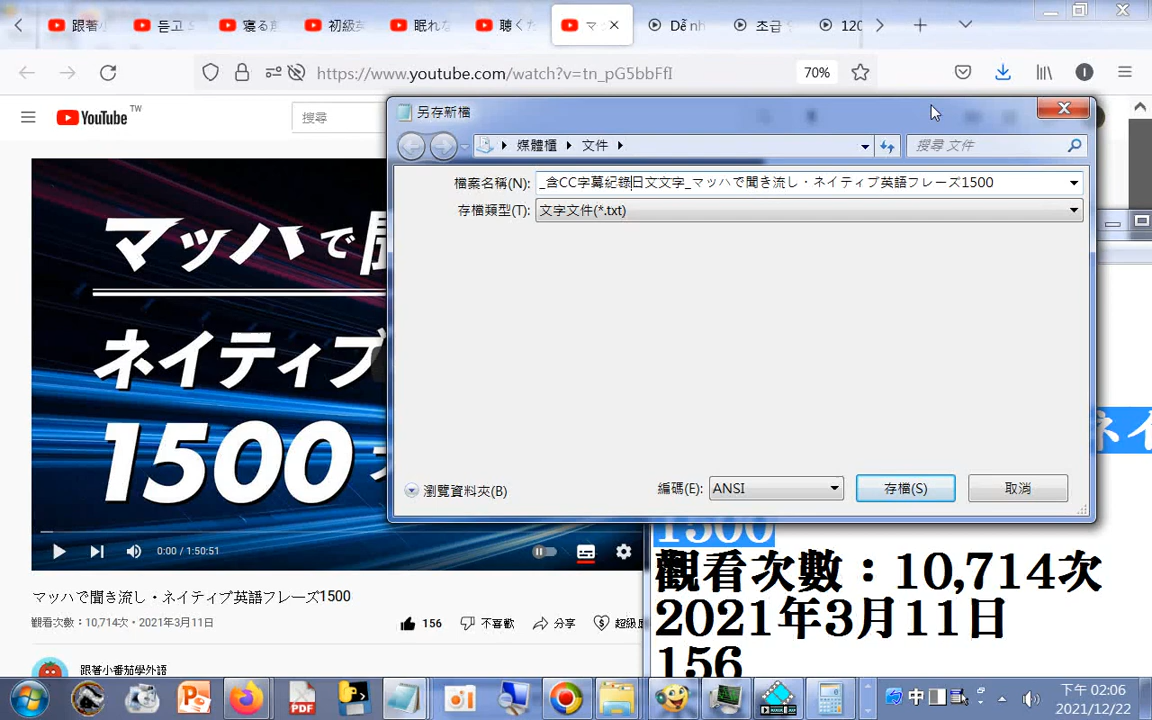 跟著小
듣고
寝る
初級
眠れ
聴く
マッ
Dễ nh
초급
120
https://www.youtube.com/watch?v=tn_pG5bbFfI
70%
YouTube TW
搜尋
另存新檔
媒體櫃
文件
搜尋 文件
檔案名稱(N):
_含CC字幕紀錄日文文字_マッハで聞き流し・ネイティブ英語フレーズ1500
存檔類型(T):
文字文件(*.txt)
マッハで
ネイティブ
1500
瀏覽資料夾(B)
編碼(E):
ANSI
存檔(S)
取消
ネイ
1500
0:00 / 1:50:51
觀看次數：10,714次
2021年3月11日
156
マッハで聞き流し・ネイティブ英語フレーズ1500
觀看次數：10,714次・2021年3月11日
156
不喜歡
分享
超級
跟著小番茄學外語
PDF
中
下午 02:06
2021/12/22